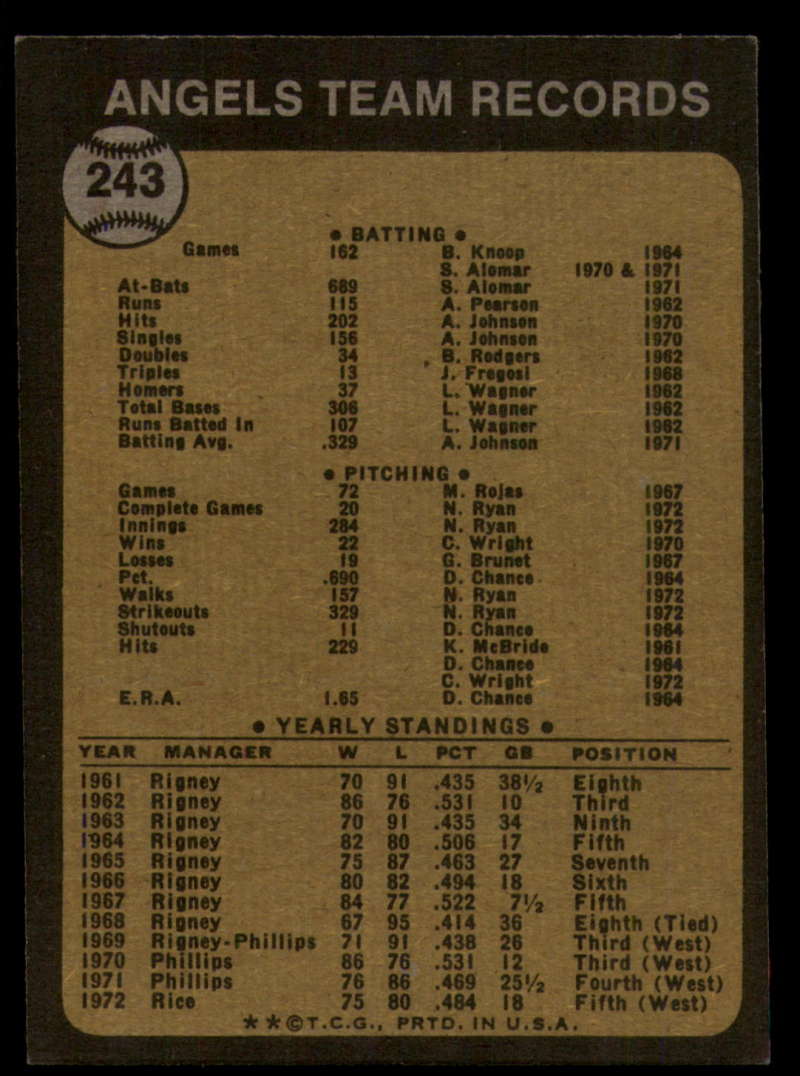 ANGELS TEAM RECORDS
243
• BATTING •
Games 162 B. Knoop 1964
S. Alomar 1970 & 1971
At-Bats 689 S. Alomar 1971
Runs 115 A. Pearson 1962
Hits 202 A. Johnson 1970
Singles 156 A. Johnson 1970
Doubles 34 B. Rodgers 1962
Triples 13 J. Fregosi 1968
Homers 37 L. Wagner 1962
Total Bases 306 L. Wagner 1962
Runs Batted In 107 L. Wagner 1962
Batting Avg. .329 A. Johnson 1971
• PITCHING •
Games 72 M. Rojas 1967
Complete Games 20 N. Ryan 1972
Innings 284 N. Ryan 1972
Wins 22 C. Wright 1970
Losses 19 G. Brunet 1967
Pct. .690 D. Chance 1964
Walks 157 N. Ryan 1972
Strikeouts 329 N. Ryan 1972
Shutouts 11 D. Chance 1964
Hits 229 K. McBride 1961
D. Chance 1964
C. Wright 1972
E.R.A. 1.65 D. Chance 1964
• YEARLY STANDINGS •
YEAR MANAGER W L PCT GB POSITION
1961 Rigney 70 91 .435 38½ Eighth
1962 Rigney 86 76 .531 10 Third
1963 Rigney 70 91 .435 34 Ninth
1964 Rigney 82 80 .506 17 Fifth
1965 Rigney 75 87 .463 27 Seventh
1966 Rigney 80 82 .494 18 Sixth
1967 Rigney 84 77 .522 7½ Fifth
1968 Rigney 67 95 .414 36 Eighth (Tied)
1969 Rigney-Phillips 71 91 .438 26 Third (West)
1970 Phillips 86 76 .531 12 Third (West)
1971 Phillips 76 86 .469 25½ Fourth (West)
1972 Rice 75 80 .484 18 Fifth (West)
* * © T.C.G., PRTD. IN U.S.A.